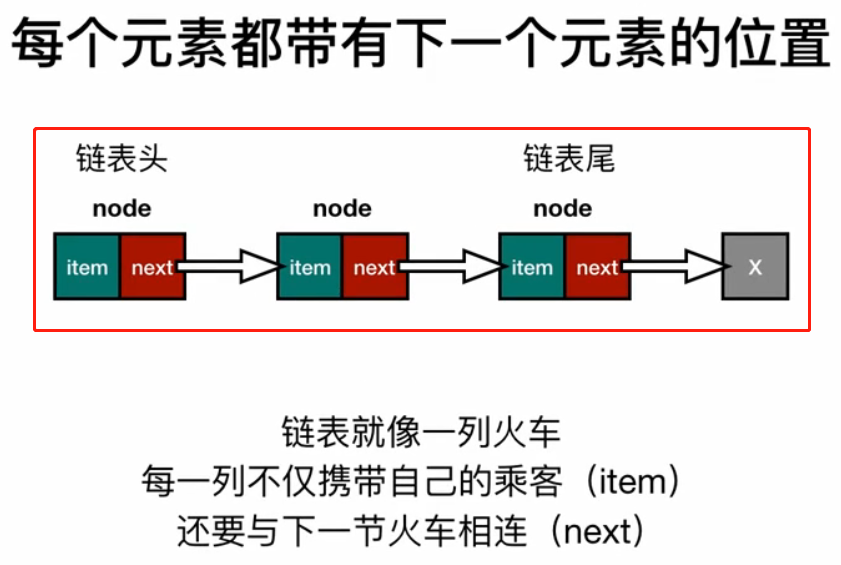 每个元素都带有下一个元素的位置
链表头 链表尾
node node node
item next item next item next X
链表就像一列火车
每一列不仅携带自己的乘客（item）
还要与下一节火车相连（next）